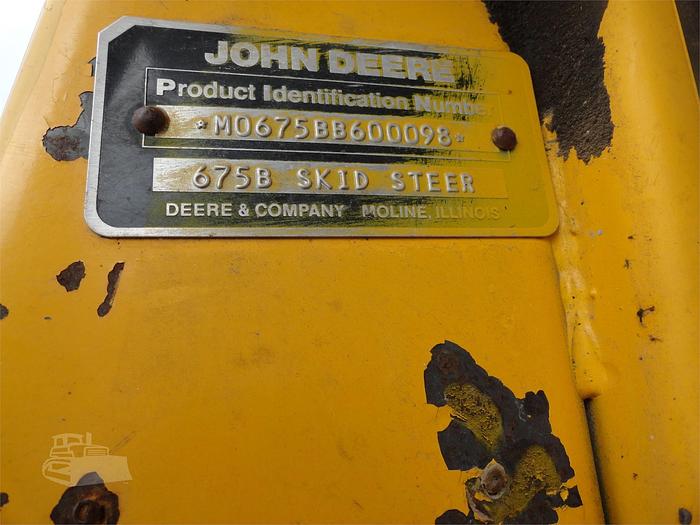 JOHN DEERE
Product Identification Number
*M0675BB600098*
675B SKID STEER
DEERE & COMPANY MOLINE, ILLINOIS